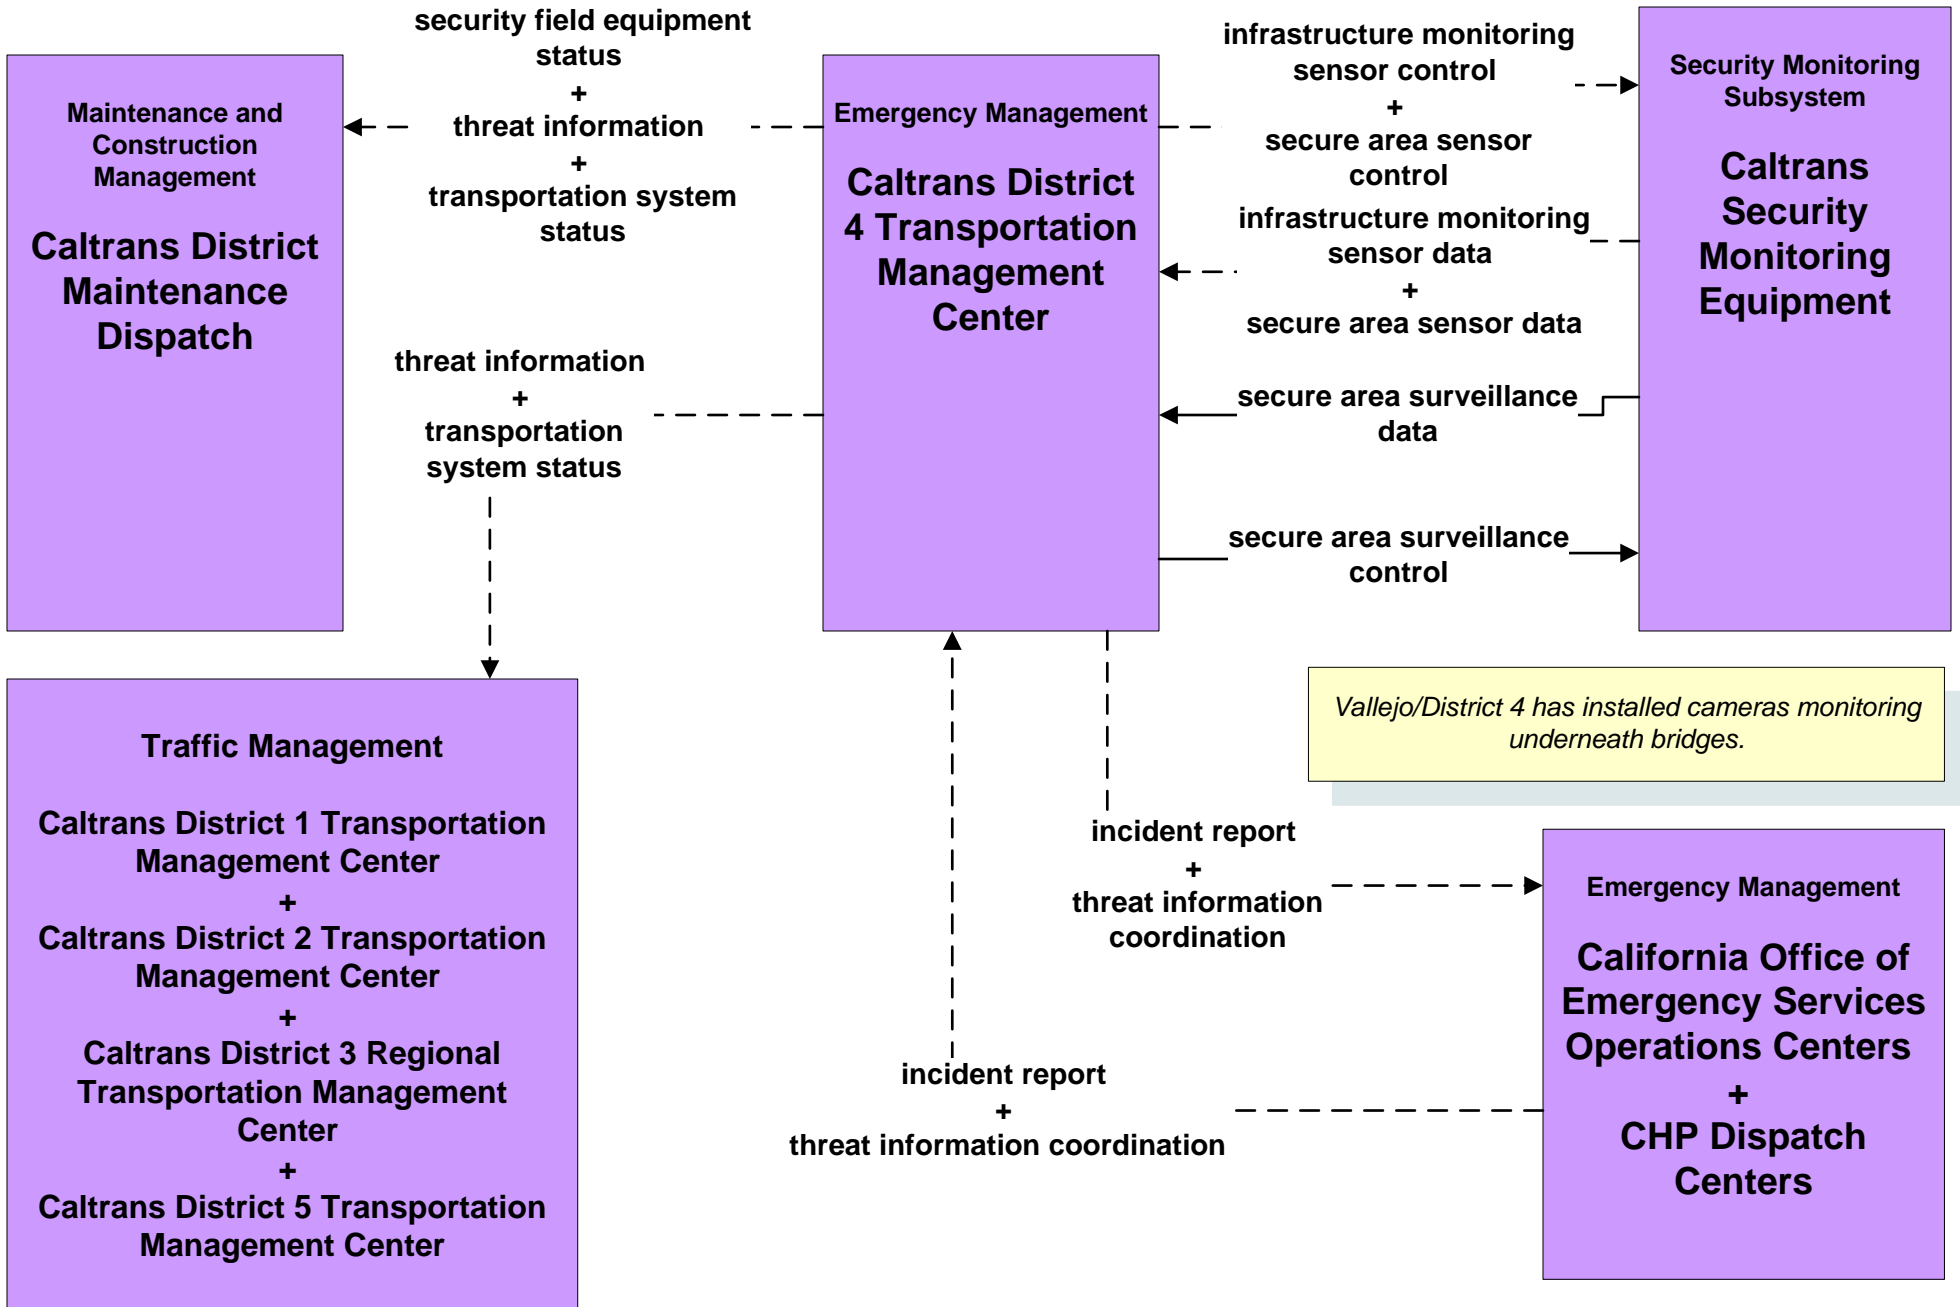 security field equipment
status
+
threat information
+
transportation system
status
infrastructure monitoring
sensor control
+
secure area sensor
control
Security Monitoring
Subsystem
Caltrans
Security
Monitoring
Equipment
Maintenance and
Construction
Management
Caltrans District
Maintenance
Dispatch
Emergency Management
Caltrans District
4 Transportation
Management
Center
infrastructure monitoring
sensor data
+
secure area sensor data
threat information
+
transportation
system status
secure area surveillance
data
secure area surveillance
control
Traffic Management
Caltrans District 1 Transportation
Management Center
+
Caltrans District 2 Transportation
Management Center
+
Caltrans District 3 Regional
Transportation Management
Center
+
Caltrans District 5 Transportation
Management Center
Vallejo/District 4 has installed cameras monitoring
underneath bridges.
incident report
+
threat information
coordination
Emergency Management
California Office of
Emergency Services
Operations Centers
+
CHP Dispatch
Centers
incident report
+
threat information coordination